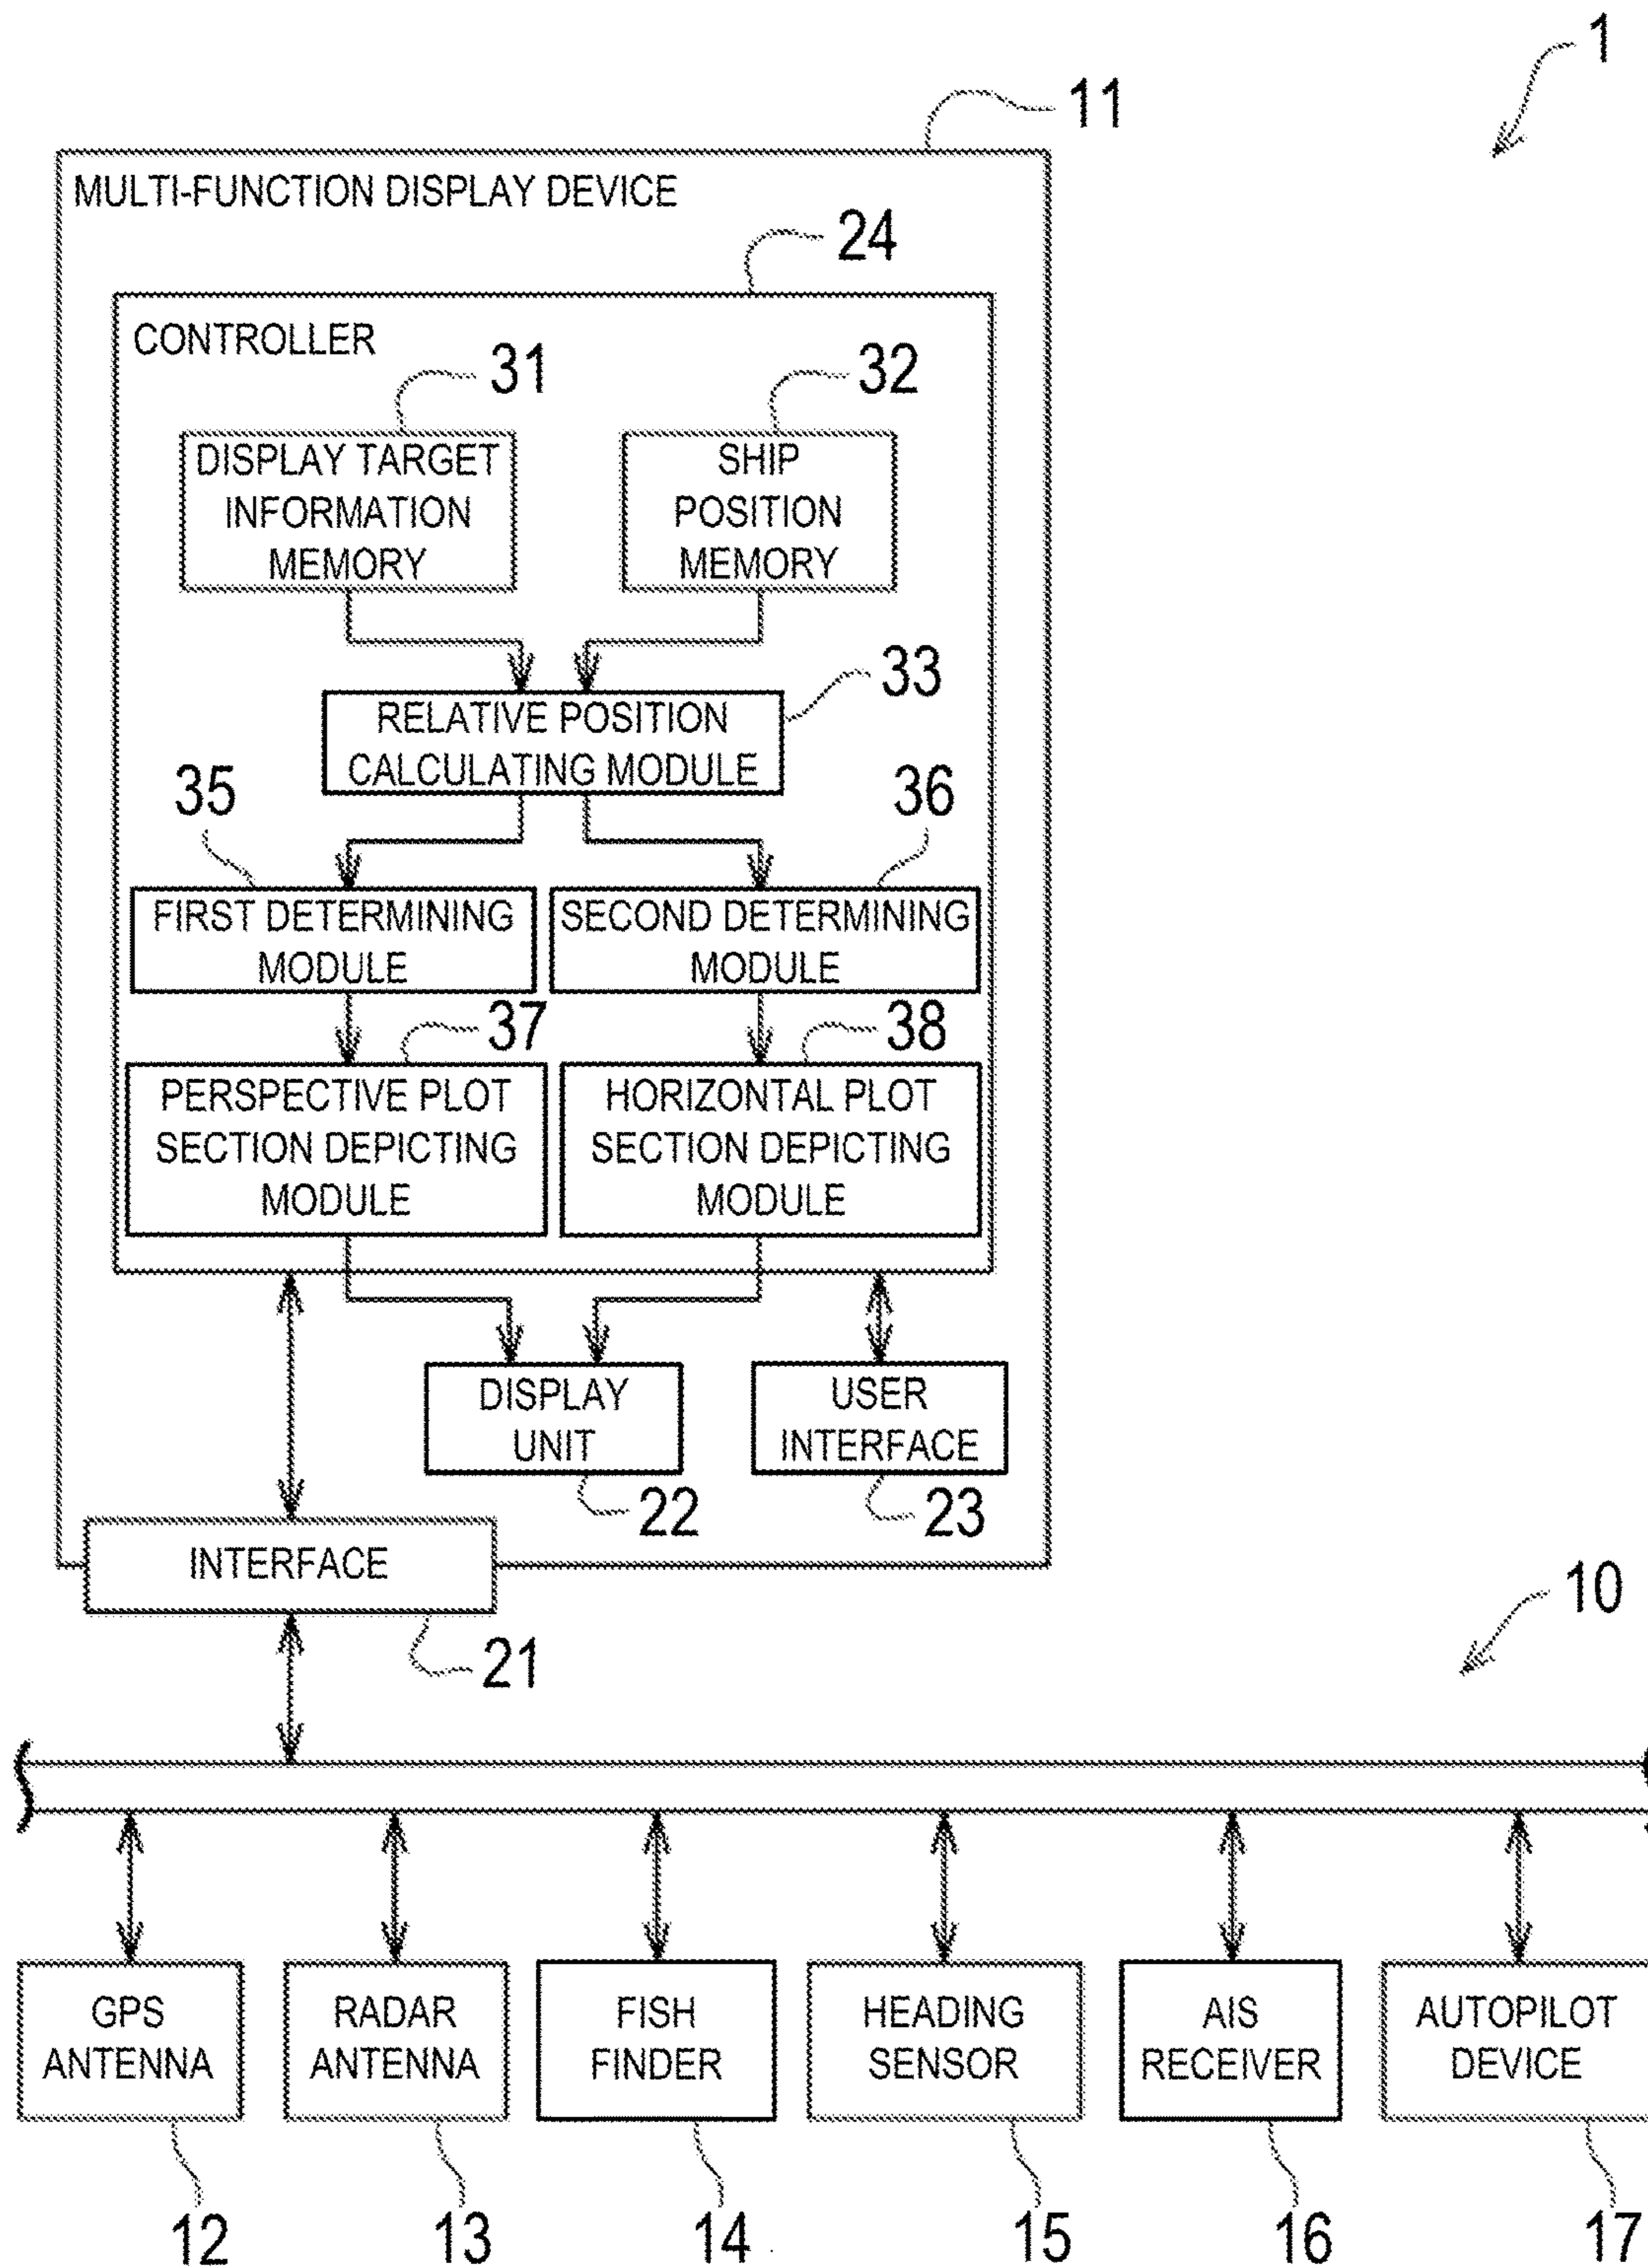 1
11
MULTI-FUNCTION DISPLAY DEVICE
24
CONTROLLER
31
32
DISPLAY TARGET
INFORMATION
MEMORY
SHIP
POSITION
MEMORY
33
RELATIVE POSITION
CALCULATING MODULE
35
36
FIRST DETERMINING
MODULE
SECOND DETERMINING
MODULE
37
38
PERSPECTIVE PLOT
SECTION DEPICTING
MODULE
HORIZONTAL PLOT
SECTION DEPICTING
MODULE
DISPLAY
UNIT
USER
INTERFACE
22
23
INTERFACE
21
10
GPS
ANTENNA
RADAR
ANTENNA
FISH
FINDER
HEADING
SENSOR
AIS
RECEIVER
AUTOPILOT
DEVICE
12
13
14
15
16
17